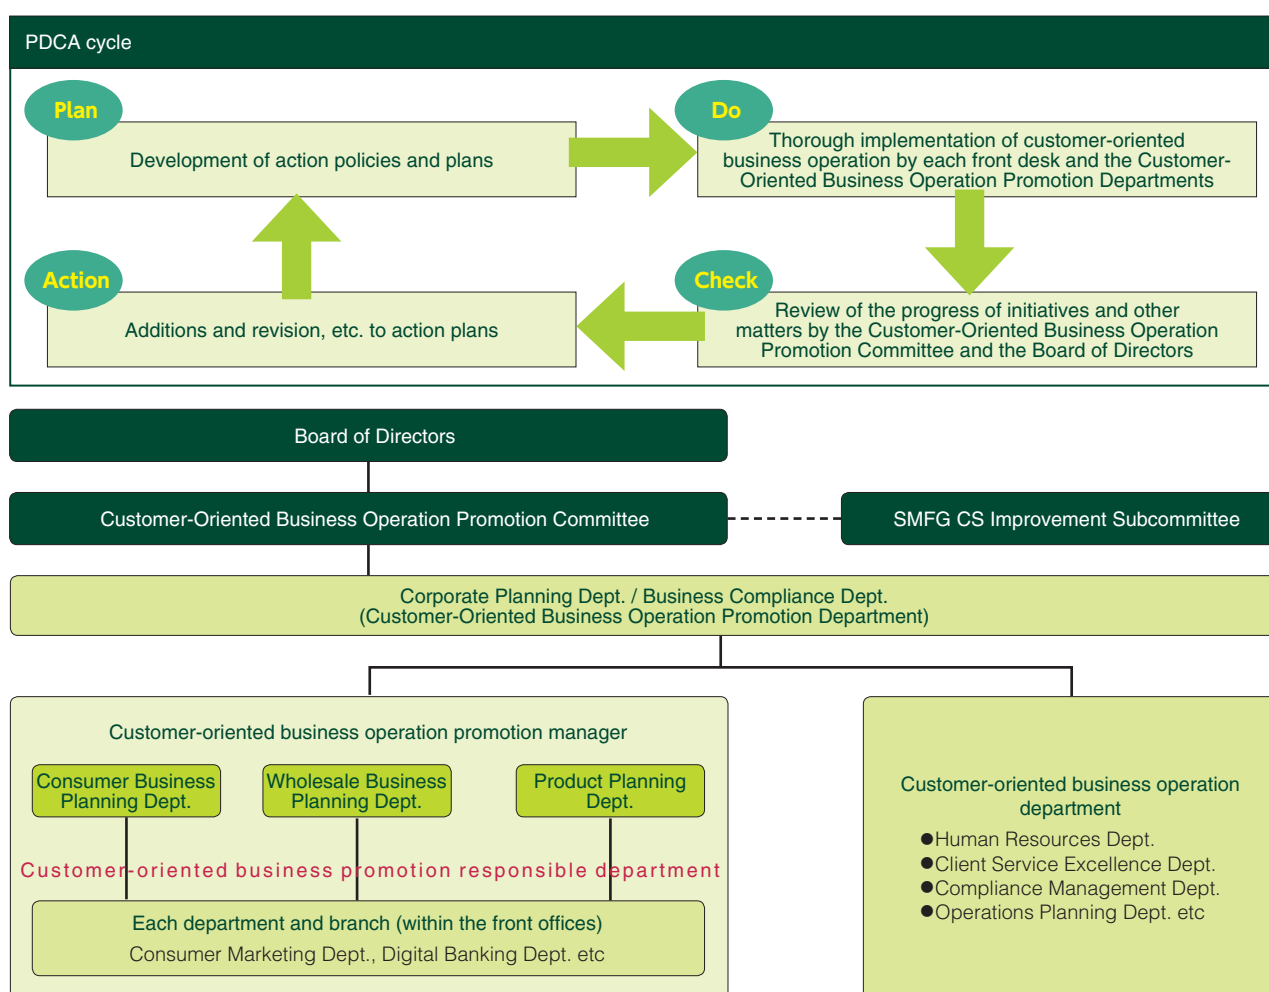 PDCA cycle
Plan
Development of action policies and plans
Do
Thorough implementation of customer-oriented
business operation by each front desk and the Customer-
Oriented Business Operation Promotion Departments
Action
Additions and revision, etc. to action plans
Check
Review of the progress of initiatives and other
matters by the Customer-Oriented Business Operation
Promotion Committee and the Board of Directors
Board of Directors
Customer-Oriented Business Operation Promotion Committee
SMFG CS Improvement Subcommittee
Corporate Planning Dept. / Business Compliance Dept.
(Customer-Oriented Business Operation Promotion Department)
Customer-oriented business operation promotion manager
Consumer Business
Planning Dept.
Wholesale Business
Planning Dept.
Product Planning
Dept.
Customer-oriented business promotion responsible department
Each department and branch (within the front offices)
Consumer Marketing Dept., Digital Banking Dept. etc
Customer-oriented business operation
department
●Human Resources Dept.
●Client Service Excellence Dept.
●Compliance Management Dept.
●Operations Planning Dept. etc